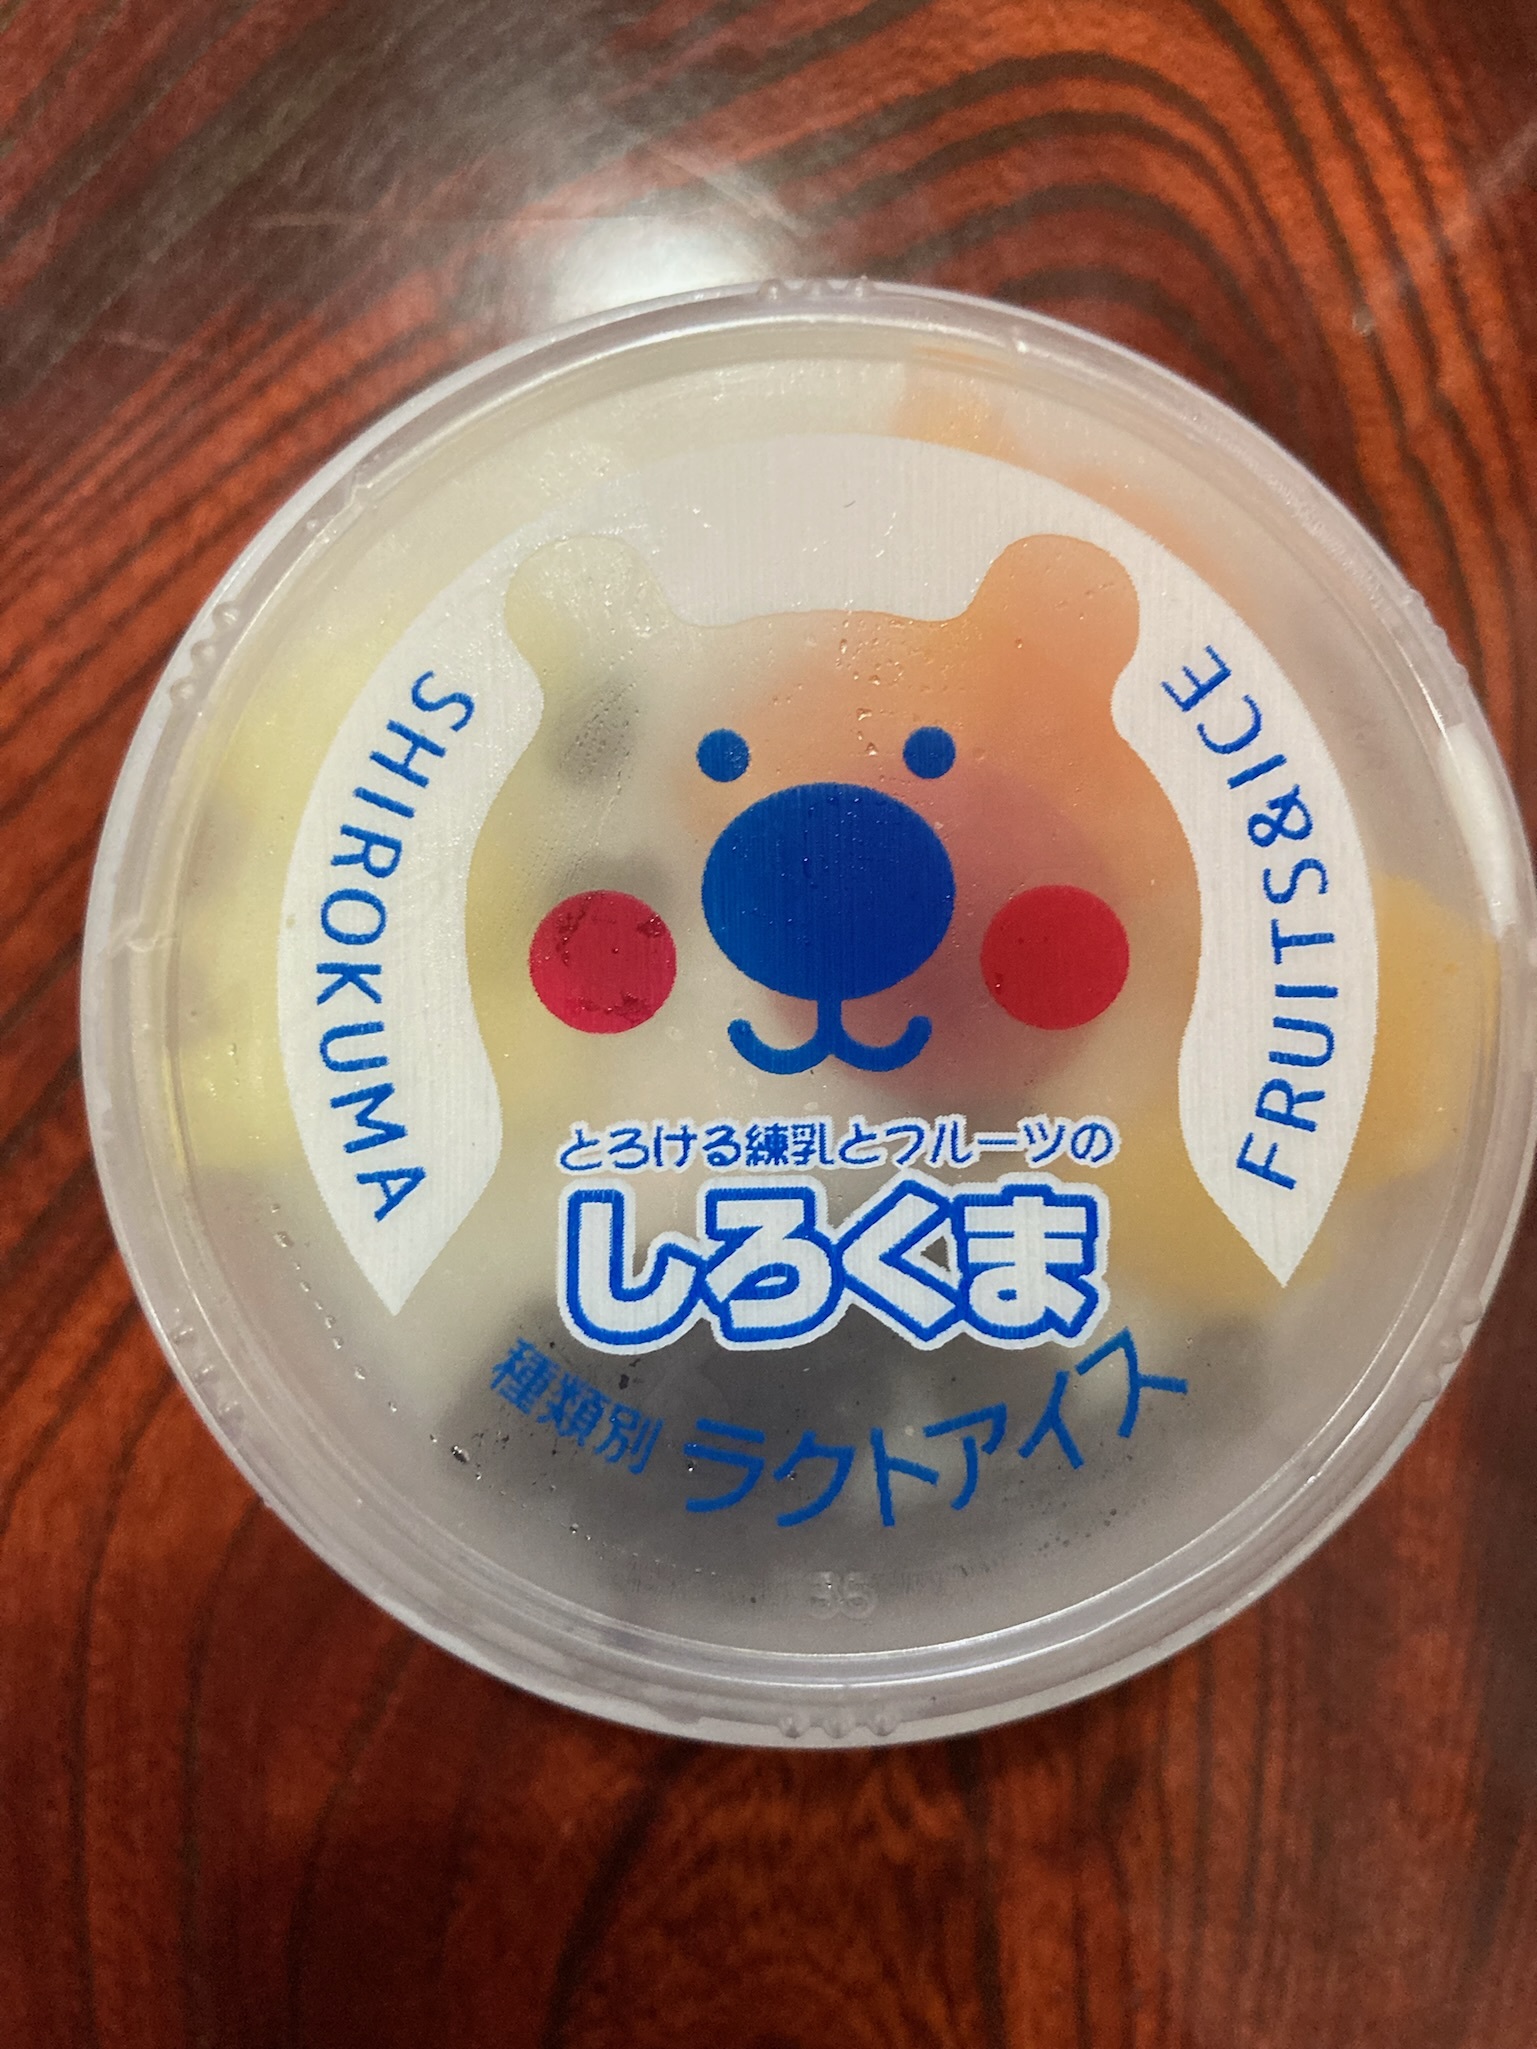 SHIROKUMA
FRUITS&ICE
とろける練乳とフルーツの
しろくま
種類別 ラクトアイス
35